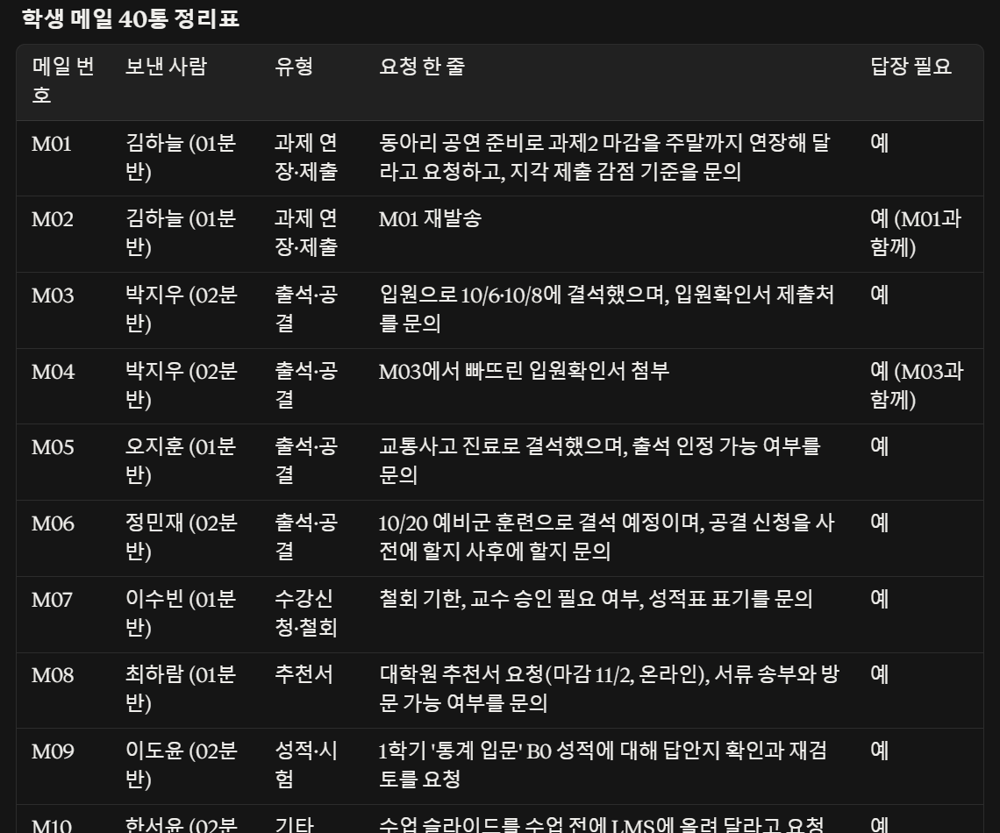 학생 메일 40통 정리표
메일 번호 보낸 사람 유형 요청 한 줄 답장 필요
M01 김하늘 (01분반) 과제 연장·제출 동아리 공연 준비로 과제2 마감을 주말까지 연장해 달라고 요청하고, 지각 제출 감점 기준을 문의 예
M02 김하늘 (01분반) 과제 연장·제출 M01 재발송 예 (M01과 함께)
M03 박지우 (02분반) 출석·공결 입원으로 10/6·10/8에 결석했으며, 입원확인서 제출처를 문의 예
M04 박지우 (02분반) 출석·공결 M03에서 빠뜨린 입원확인서 첨부 예 (M03과 함께)
M05 오지훈 (01분반) 출석·공결 교통사고 진료로 결석했으며, 출석 인정 가능 여부를 문의 예
M06 정민재 (02분반) 출석·공결 10/20 예비군 훈련으로 결석 예정이며, 공결 신청을 사전에 할지 사후에 할지 문의 예
M07 이수빈 (01분반) 수강신청·철회 철회 기한, 교수 승인 필요 여부, 성적표 표기를 문의 예
M08 최하람 (01분반) 추천서 대학원 추천서 요청(마감 11/2, 온라인), 서류 송부와 방문 가능 여부를 문의 예
M09 이도윤 (02분반) 성적·시험 1학기 '통계 입문' B0 성적에 대해 답안지 확인과 재검토를 요청 예
M10 한서윤 (02분 기타 수업 슬라이드를 수업 전에 LMS에 올려 달라고 요청 예